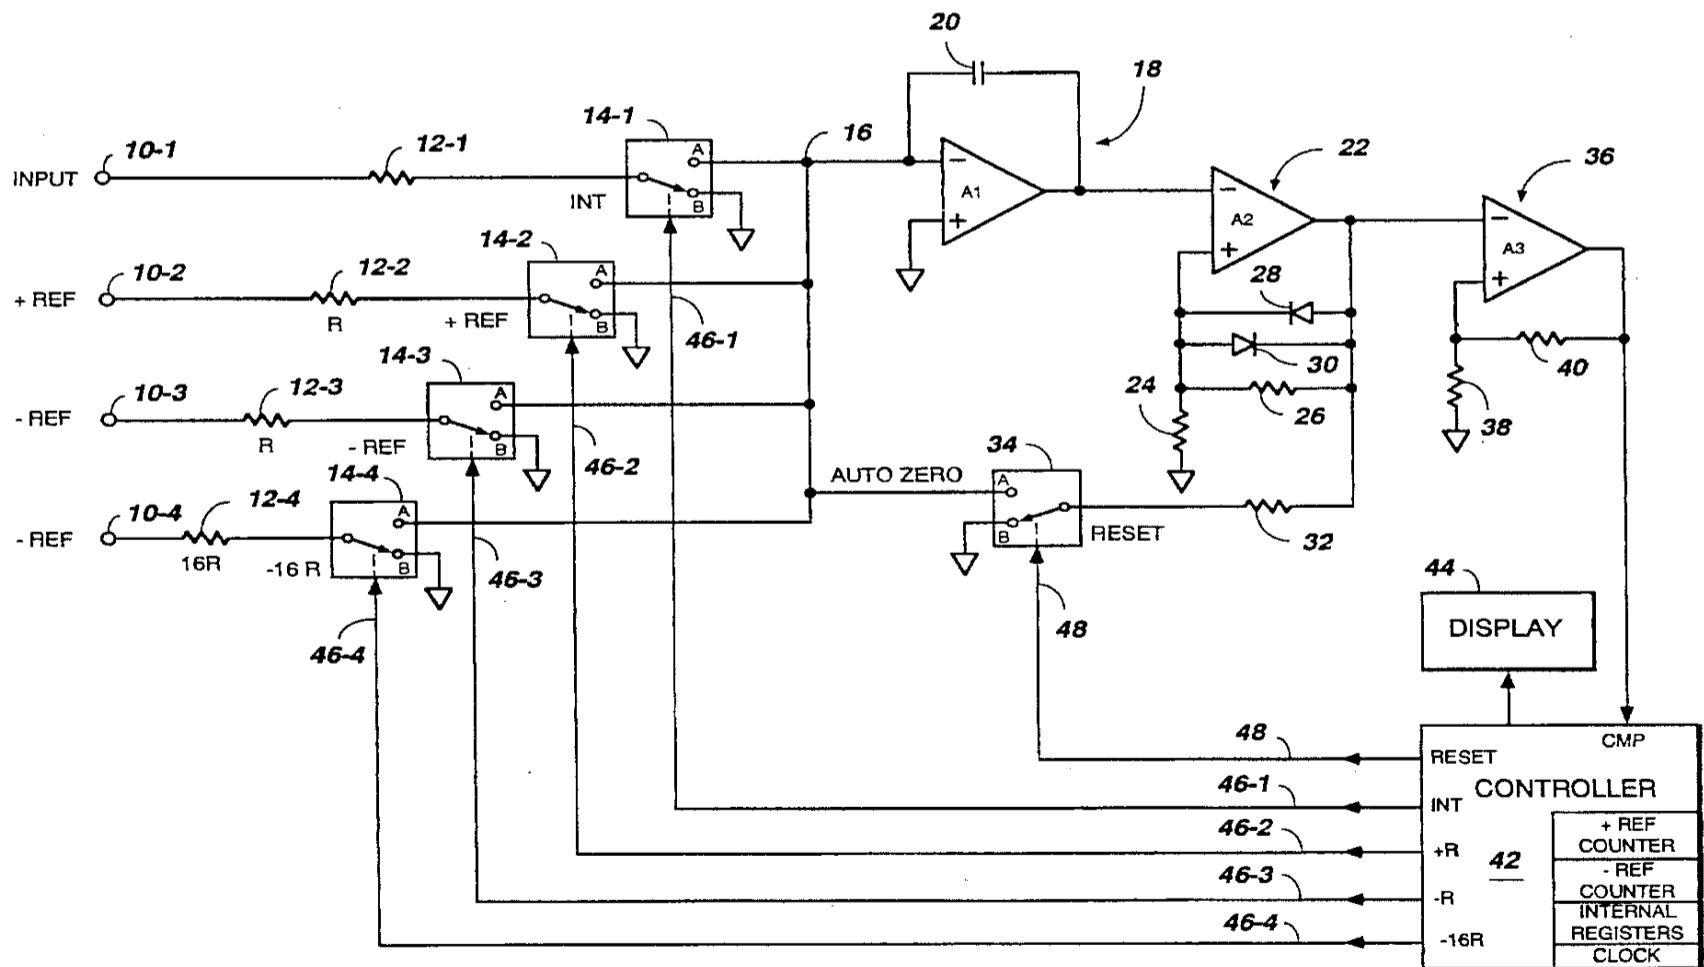 20
18
14-1
16
A
10-1
12-1
22
36
INPUT
INT
B
−
A1
+
−
A2
+
−
A3
+
14-2
10-2
12-2
A
B
+ REF
R
+ REF
46-1
28
30
14-3
10-3
12-3
A
B
- REF
R
- REF
46-2
24
26
40
38
14-4
10-4
12-4
A
B
- REF
16R
-16 R
46-3
AUTO ZERO
34
A
B
RESET
32
46-4
48
44
DISPLAY
48
RESET
CMP
CONTROLLER
46-1
INT
46-2
+R
42
+ REF
COUNTER
46-3
-R
- REF
COUNTER
46-4
-16R
INTERNAL
REGISTERS
CLOCK